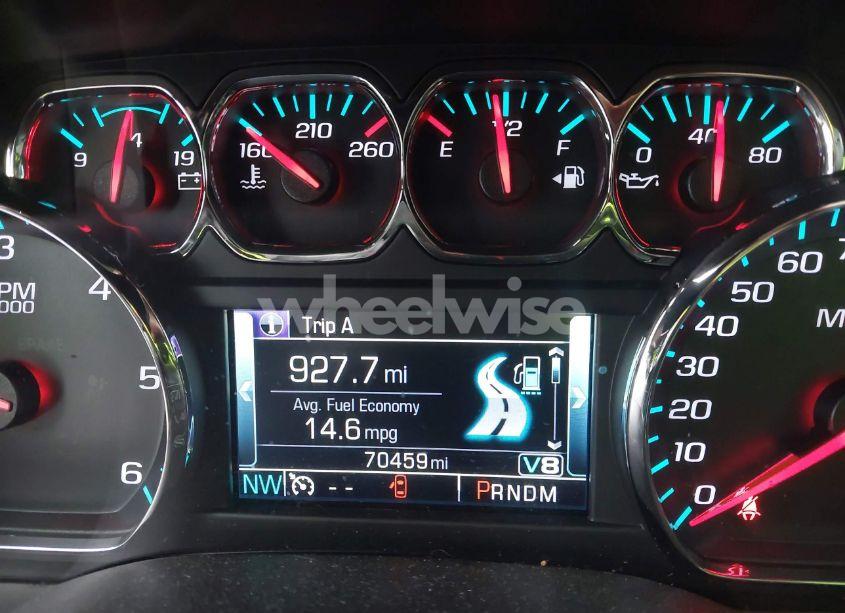 9 14 19
160 210 260
E 1/2 F
0 40 80
3
4
5
6
PM
000
7
60
50
40
30
20
10
0
M
wheelwise
Trip A
927.7 mi
Avg. Fuel Economy
14.6 mpg
70459 mi V8
NW -- PRNDM